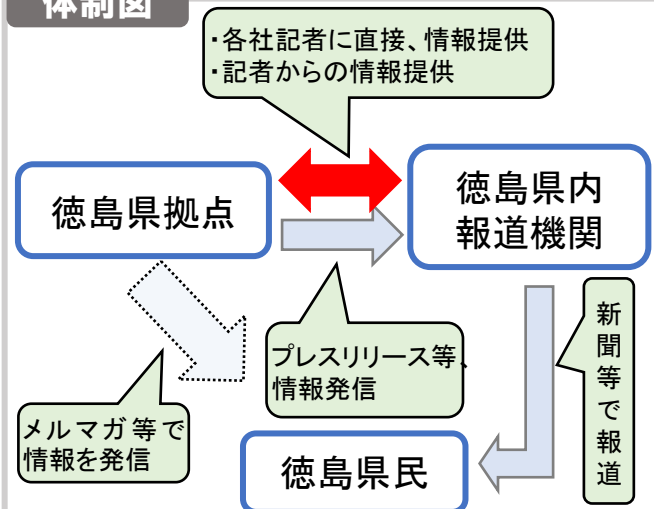 体制図
・各社記者に直接、情報提供
・記者からの情報提供
徳島県拠点
徳島県内
報道機関
プレスリリース等、
情報発信
新聞等で報道
メルマガ等で
情報を発信
徳島県民